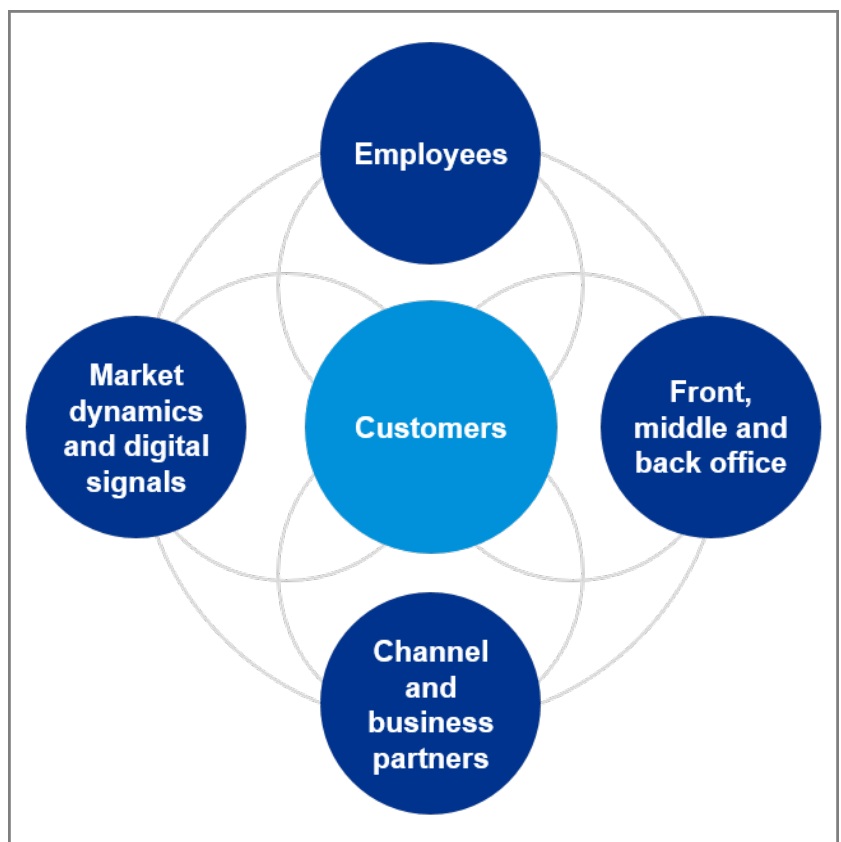 Employees
Market
dynamics
and digital
signals
Customers
Front,
middle and
back office
Channel
and
business
partners